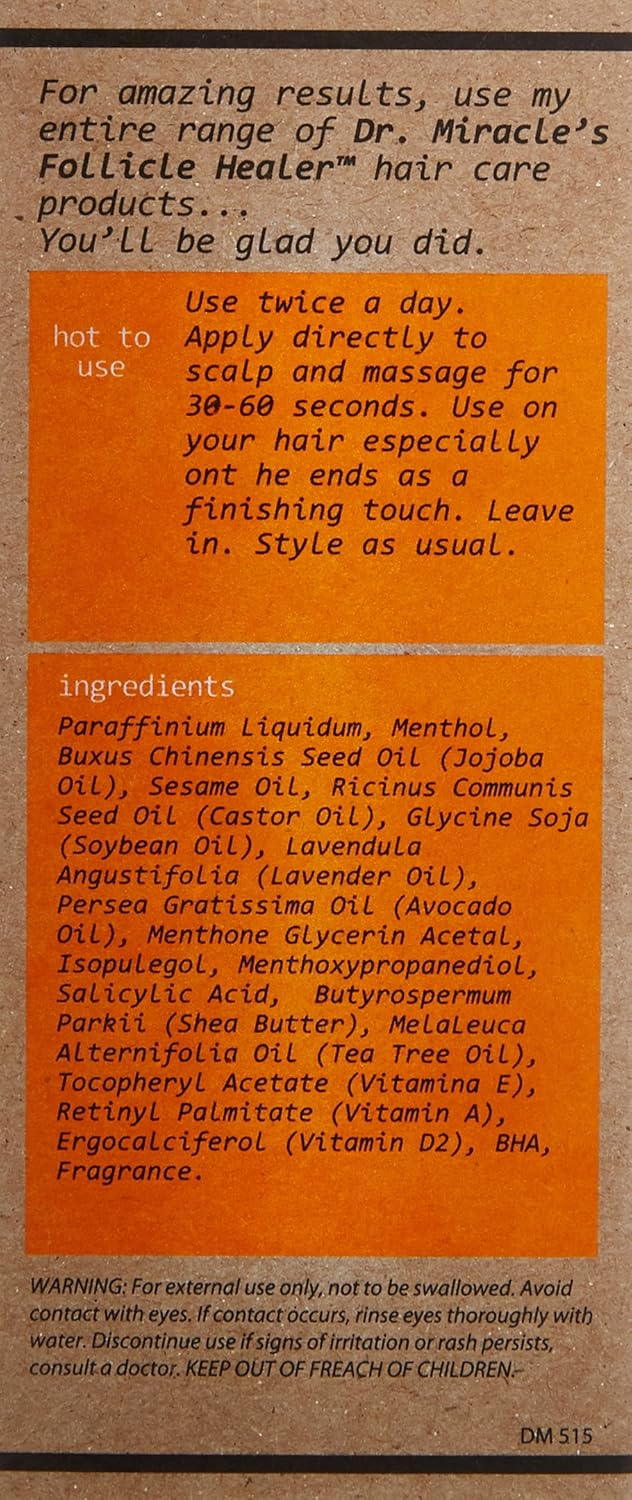 For amazing results, use my
entire range of Dr. Miracle's
Follicle Healer™ hair care
products...
You'll be glad you did.
hot to
use
Use twice a day.
Apply directly to
scalp and massage for
30-60 seconds. Use on
your hair especially
ont he ends as a
finishing touch. Leave
in. Style as usual.
ingredients
Paraffinium Liquidum, Menthol,
Buxus Chinensis Seed Oil (Jojoba
Oil), Sesame Oil, Ricinus Communis
Seed Oil (Castor Oil), Glycine Soja
(Soybean Oil), Lavendula
Angustifolia (Lavender Oil),
Persea Gratissima Oil (Avocado
Oil), Menthone Glycerin Acetal,
Isopulegol, Menthoxypropanediol,
Salicylic Acid, Butyrospermum
Parkii (Shea Butter), Melaleuca
Alternifolia Oil (Tea Tree Oil),
Tocopheryl Acetate (Vitamina E),
Retinyl Palmitate (Vitamin A),
Ergocalciferol (Vitamin D2), BHA,
Fragrance.
WARNING: For external use only, not to be swallowed. Avoid
contact with eyes. If contact occurs, rinse eyes thoroughly with
water. Discontinue use if signs of irritation or rash persists,
consult a doctor. KEEP OUT OF FREACH OF CHILDREN.
DM 515